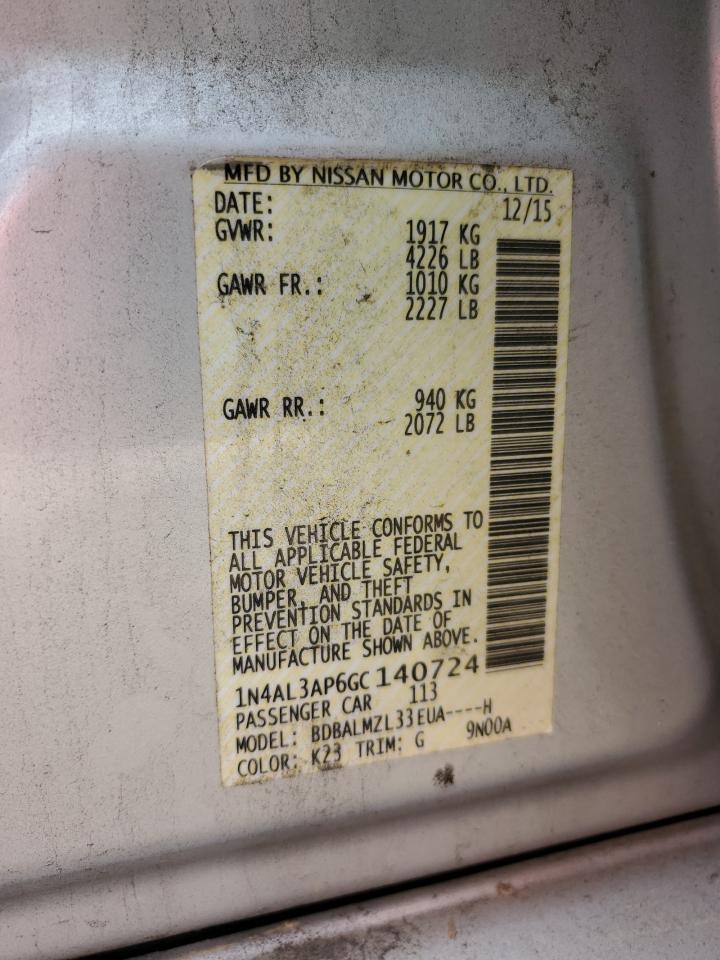 MFD BY NISSAN MOTOR CO., LTD.
DATE: 12/15
GVWR: 1917 KG
4226 LB
GAWR FR.: 1010 KG
2227 LB
GAWR RR.: 940 KG
2072 LB
THIS VEHICLE CONFORMS TO
ALL APPLICABLE FEDERAL
MOTOR VEHICLE SAFETY,
BUMPER, AND THEFT
PREVENTION STANDARDS IN
EFFECT ON THE DATE OF
MANUFACTURE SHOWN ABOVE.
1N4AL3AP6GC140724
PASSENGER CAR 113
MODEL: BDBALMZL33EUA----H
COLOR: K23 TRIM: G 9N00A